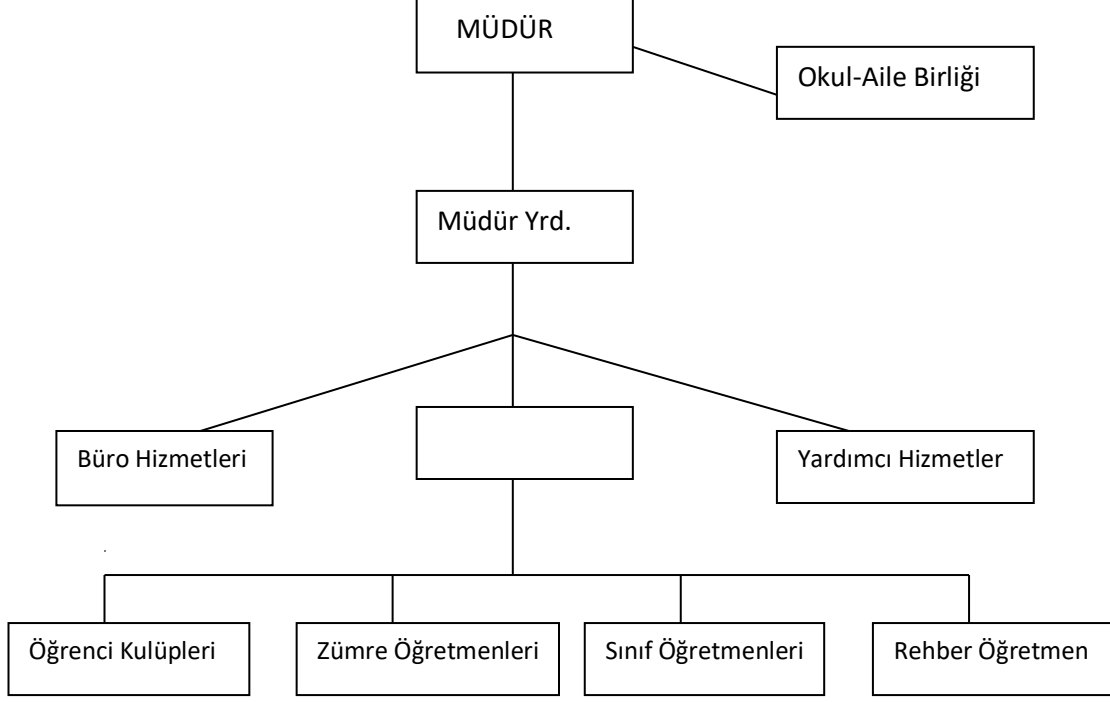 MÜDÜR
Okul-Aile Birliği
Müdür Yrd.
Büro Hizmetleri
Yardımcı Hizmetler
Öğrenci Kulüpleri
Zümre Öğretmenleri
Sınıf Öğretmenleri
Rehber Öğretmen